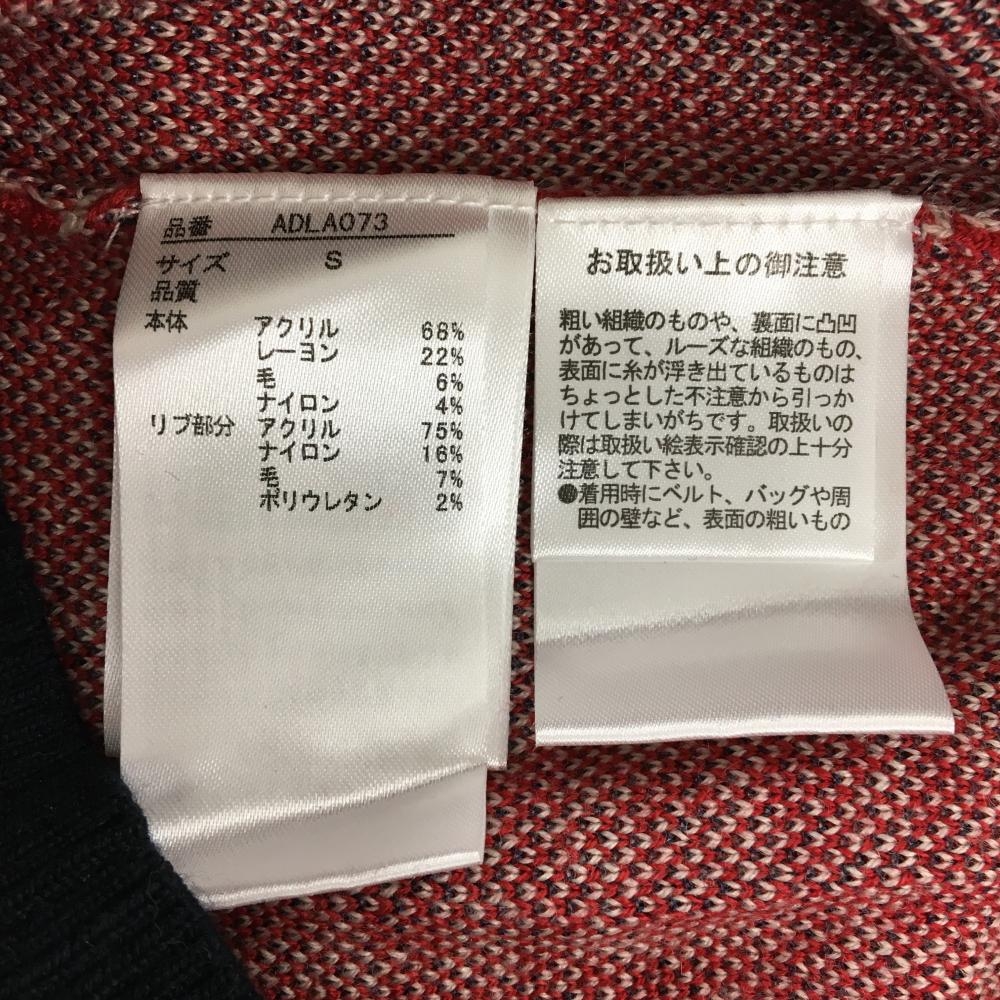 品番 ADLA073
サイズ S
品質
本体 アクリル 68%
レーヨン 22%
毛 6%
ナイロン 4%
リブ部分 アクリル 75%
ナイロン 16%
毛 7%
ポリウレタン 2%
お取扱い上の御注意
粗い組織のものや、裏面に凸凹
があって、ルーズな組織のもの、
表面に糸が浮き出ているものは
ちょっとした不注意から引っか
けてしまいがちです。取扱いの
際は取扱い絵表示確認の上十分
注意して下さい。
●着用時にベルト、バッグや周
囲の壁など、表面の粗いもの